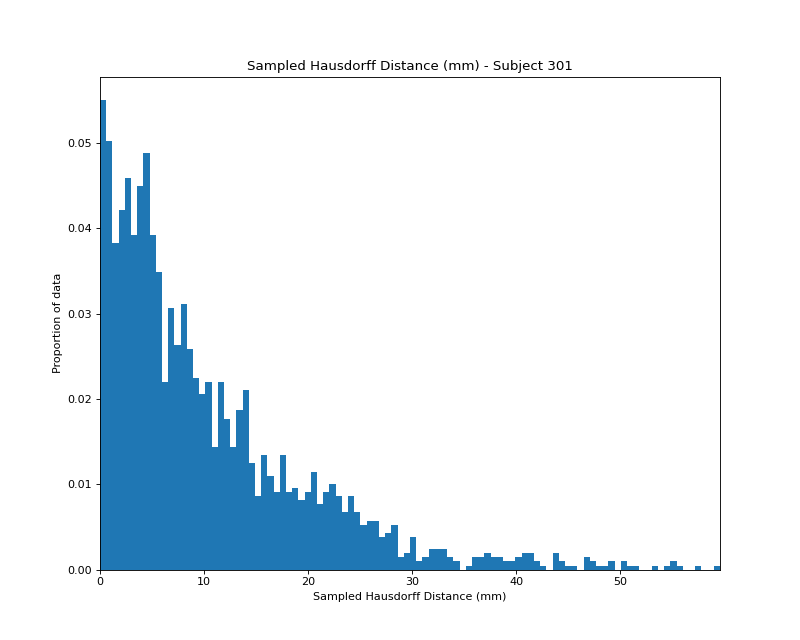 Sampled Hausdorff Distance (mm) - Subject 301
0.05
0.04
0.03
0.02
0.01
0.00
Proportion of data
0 10 20 30 40 50
Sampled Hausdorff Distance (mm)